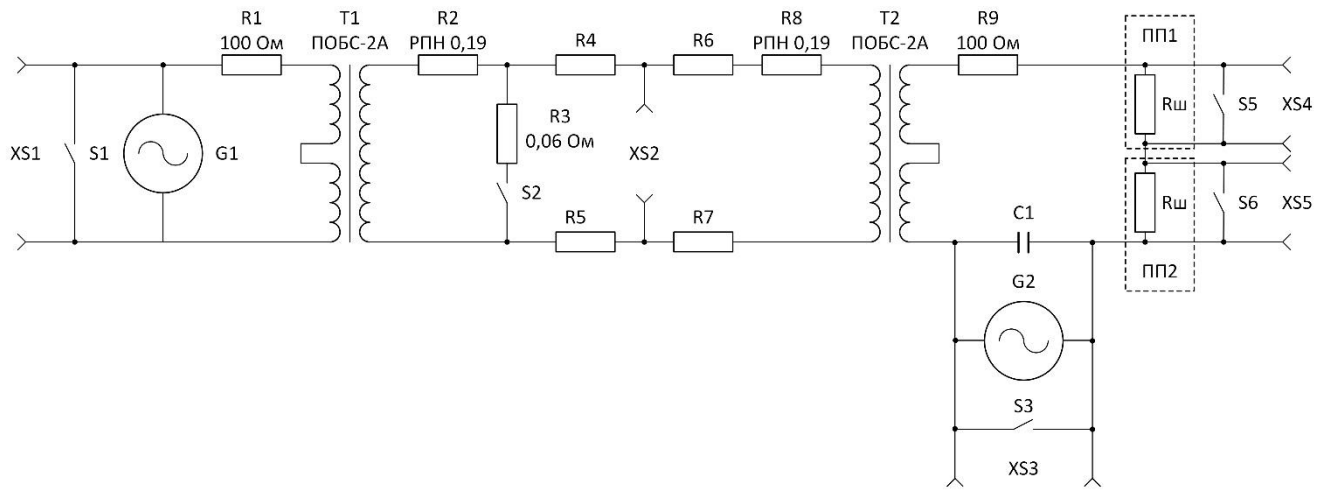 R1
100 Ом
T1
ПОБС-2А
R2
РПН 0,19
R4
R6
R8
РПН 0,19
T2
ПОБС-2А
R9
100 Ом
ПП1
XS1
S1
G1
R3
0,06 Ом
XS2
Rш
S5
XS4
S2
R5
R7
C1
Rш
S6
XS5
G2
ПП2
S3
XS3